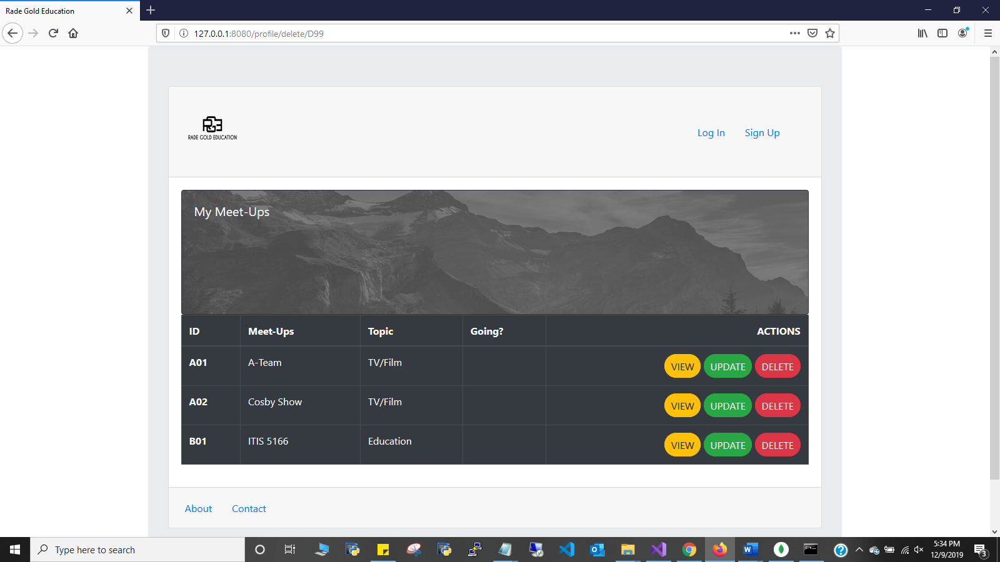 Rade Gold Education
127.0.0.1:8080/profile/delete/D99
RGE
RADE GOLD EDUCATION
Log In Sign Up
My Meet-Ups
ID Meet-Ups Topic Going? ACTIONS
A01 A-Team TV/Film VIEW UPDATE DELETE
A02 Cosby Show TV/Film VIEW UPDATE DELETE
B01 ITIS 5166 Education VIEW UPDATE DELETE
About Contact
Type here to search
5:34 PM
12/9/2019
3